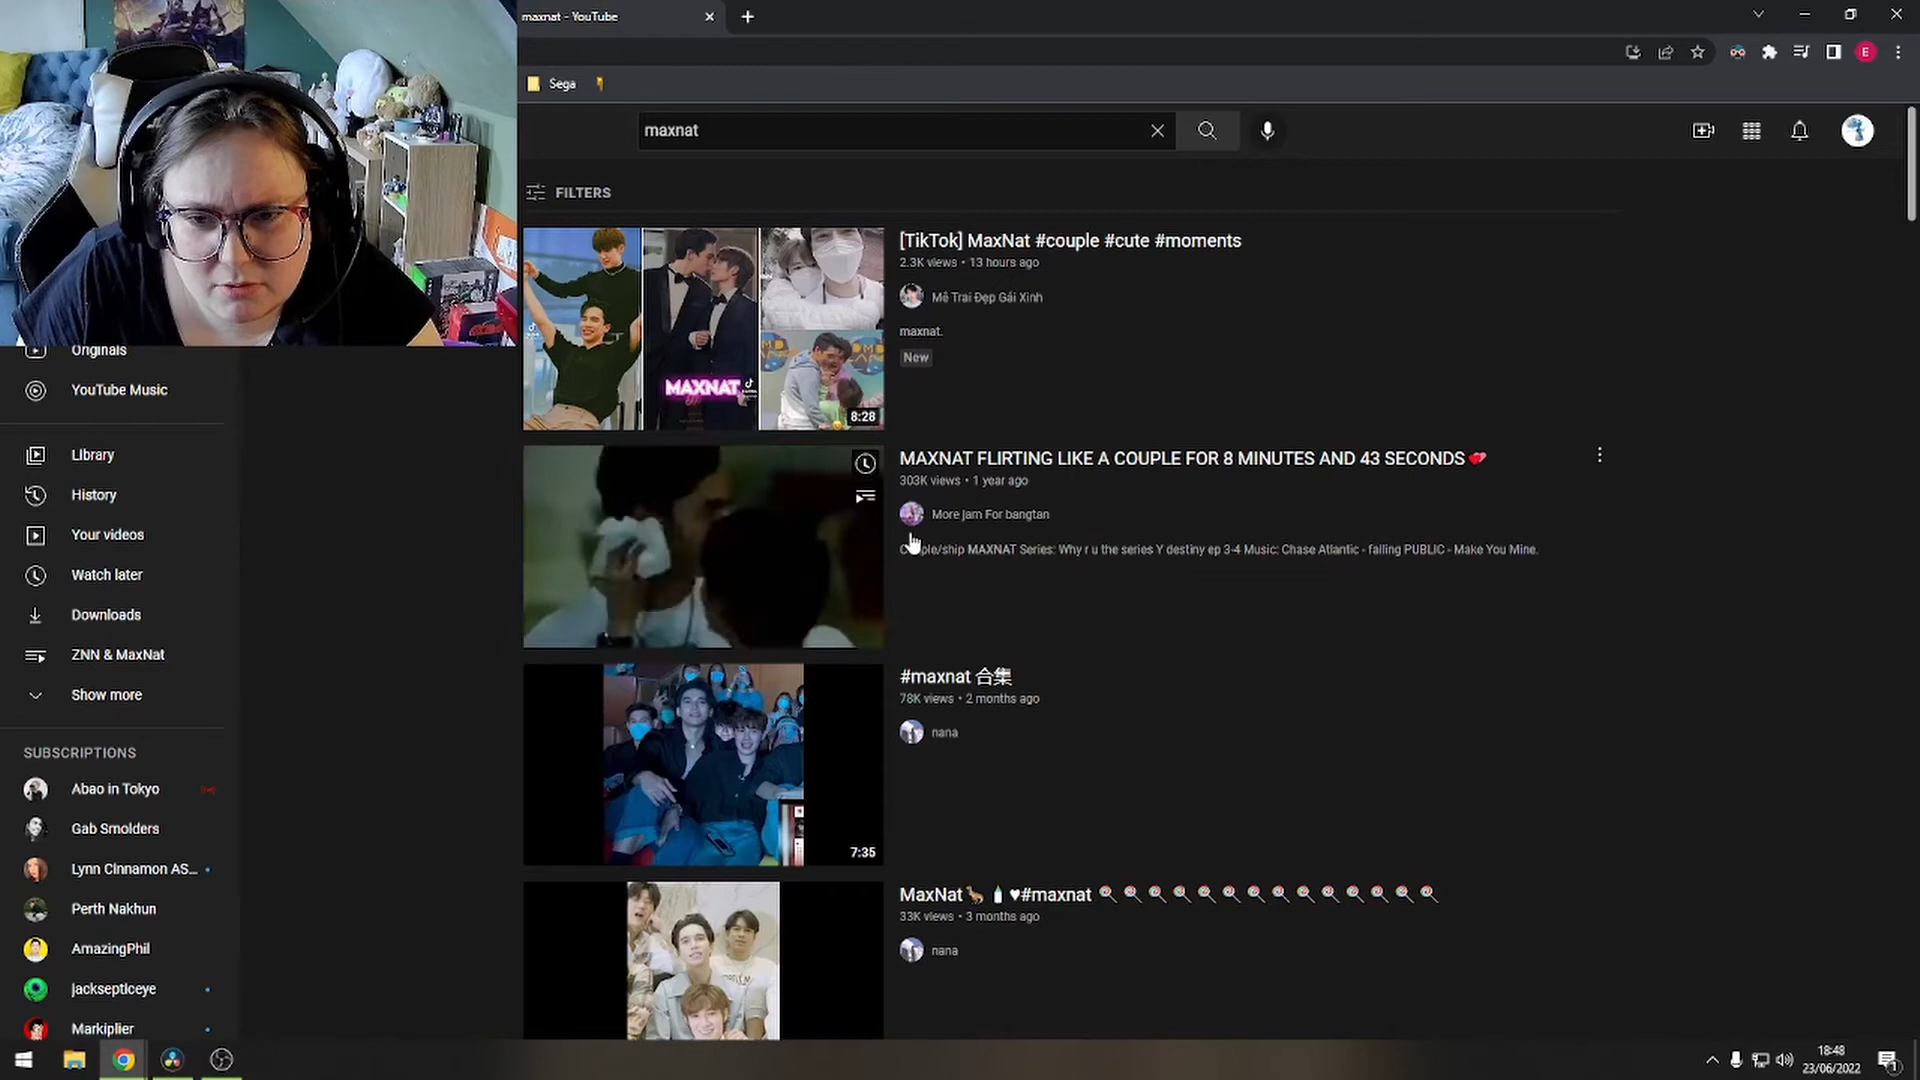 maxnat - YouTube
Sega
E
maxnat
FILTERS
[TikTok] MaxNat #couple #cute #moments
2.3K views • 13 hours ago
Mê Trai Đẹp Gái Xinh
maxnat.
New
MAXNAT
8:28
MAXNAT FLIRTING LIKE A COUPLE FOR 8 MINUTES AND 43 SECONDS 💕
303K views • 1 year ago
More jam For bangtan
Couple/ship MAXNAT Series: Why r u the series Y destiny ep 3-4 Music: Chase Atlantic - falling PUBLIC - Make You Mine.
#maxnat 合集
78K views • 2 months ago
nana
7:35
MaxNat 🐆🍼♥#maxnat 🍭🍭🍭🍭🍭🍭🍭🍭🍭🍭🍭🍭🍭🍭
33K views • 3 months ago
nana
Originals
YouTube Music
Library
History
Your videos
Watch later
Downloads
ZNN & MaxNat
Show more
SUBSCRIPTIONS
Abao in Tokyo
Gab Smolders
Lynn Cinnamon AS...
Perth Nakhun
AmazingPhil
jacksepticeye
Markiplier
18:48
23/06/2022
1